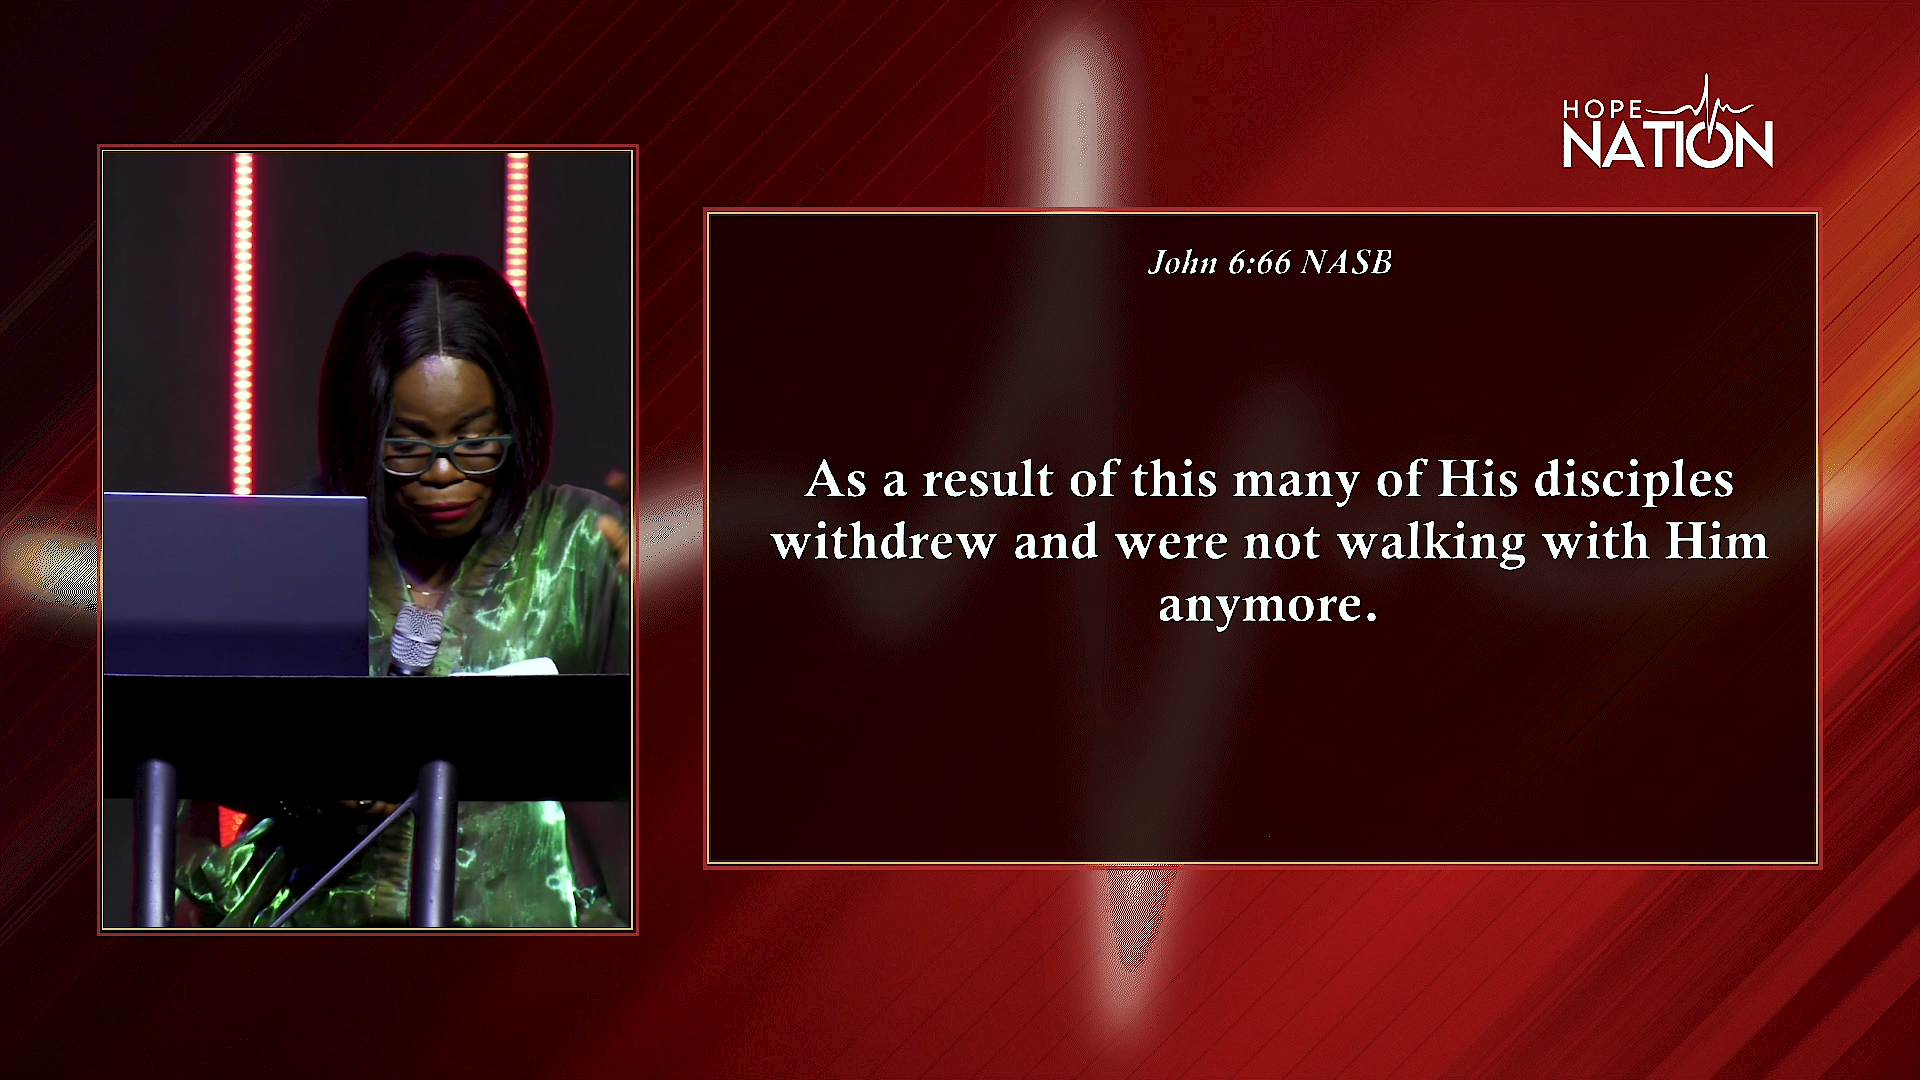 HOPE
NATION
John 6:66 NASB
As a result of this many of His disciples
withdrew and were not walking with Him
anymore.